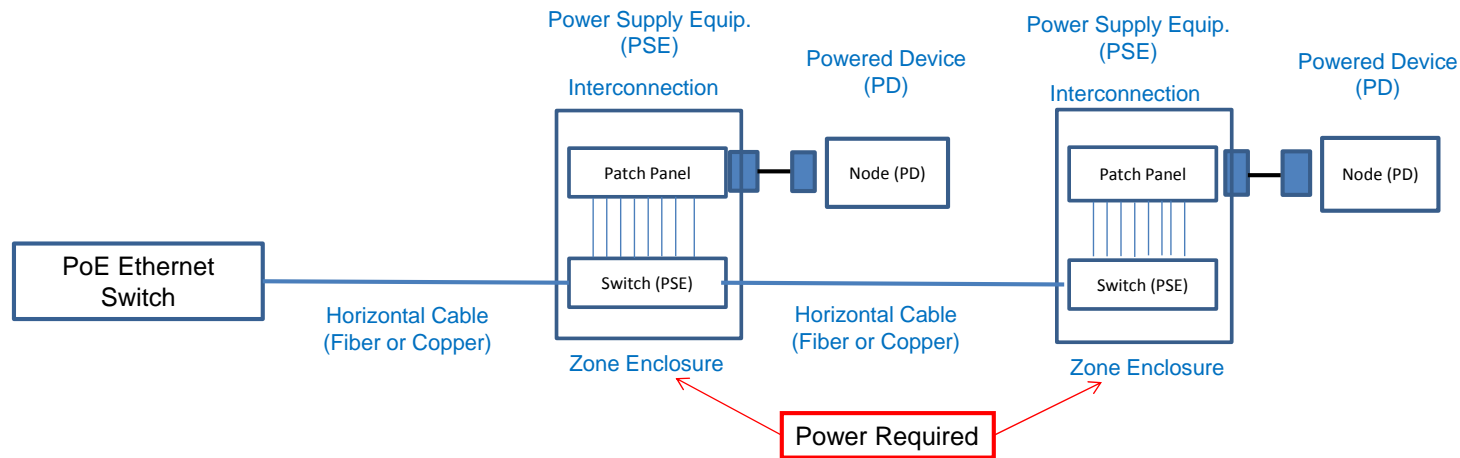 Power Supply Equip.
(PSE)
Powered Device
(PD)
Interconnection
Patch Panel
Node (PD)
Switch (PSE)
Zone Enclosure
Power Supply Equip.
(PSE)
Powered Device
(PD)
Interconnection
Patch Panel
Node (PD)
Switch (PSE)
Zone Enclosure
PoE Ethernet
Switch
Horizontal Cable
(Fiber or Copper)
Horizontal Cable
(Fiber or Copper)
Power Required